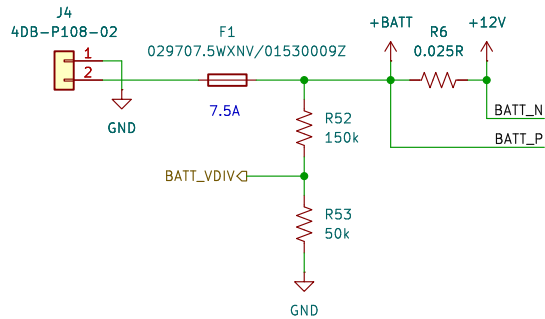 J4
4DB-P108-02
1
2
GND
F1
029707.5WXNV/01530009Z
7.5A
+BATT
R6
0.025R
+12V
BATT_N
BATT_P
R52
150k
BATT_VDIV
R53
50k
GND